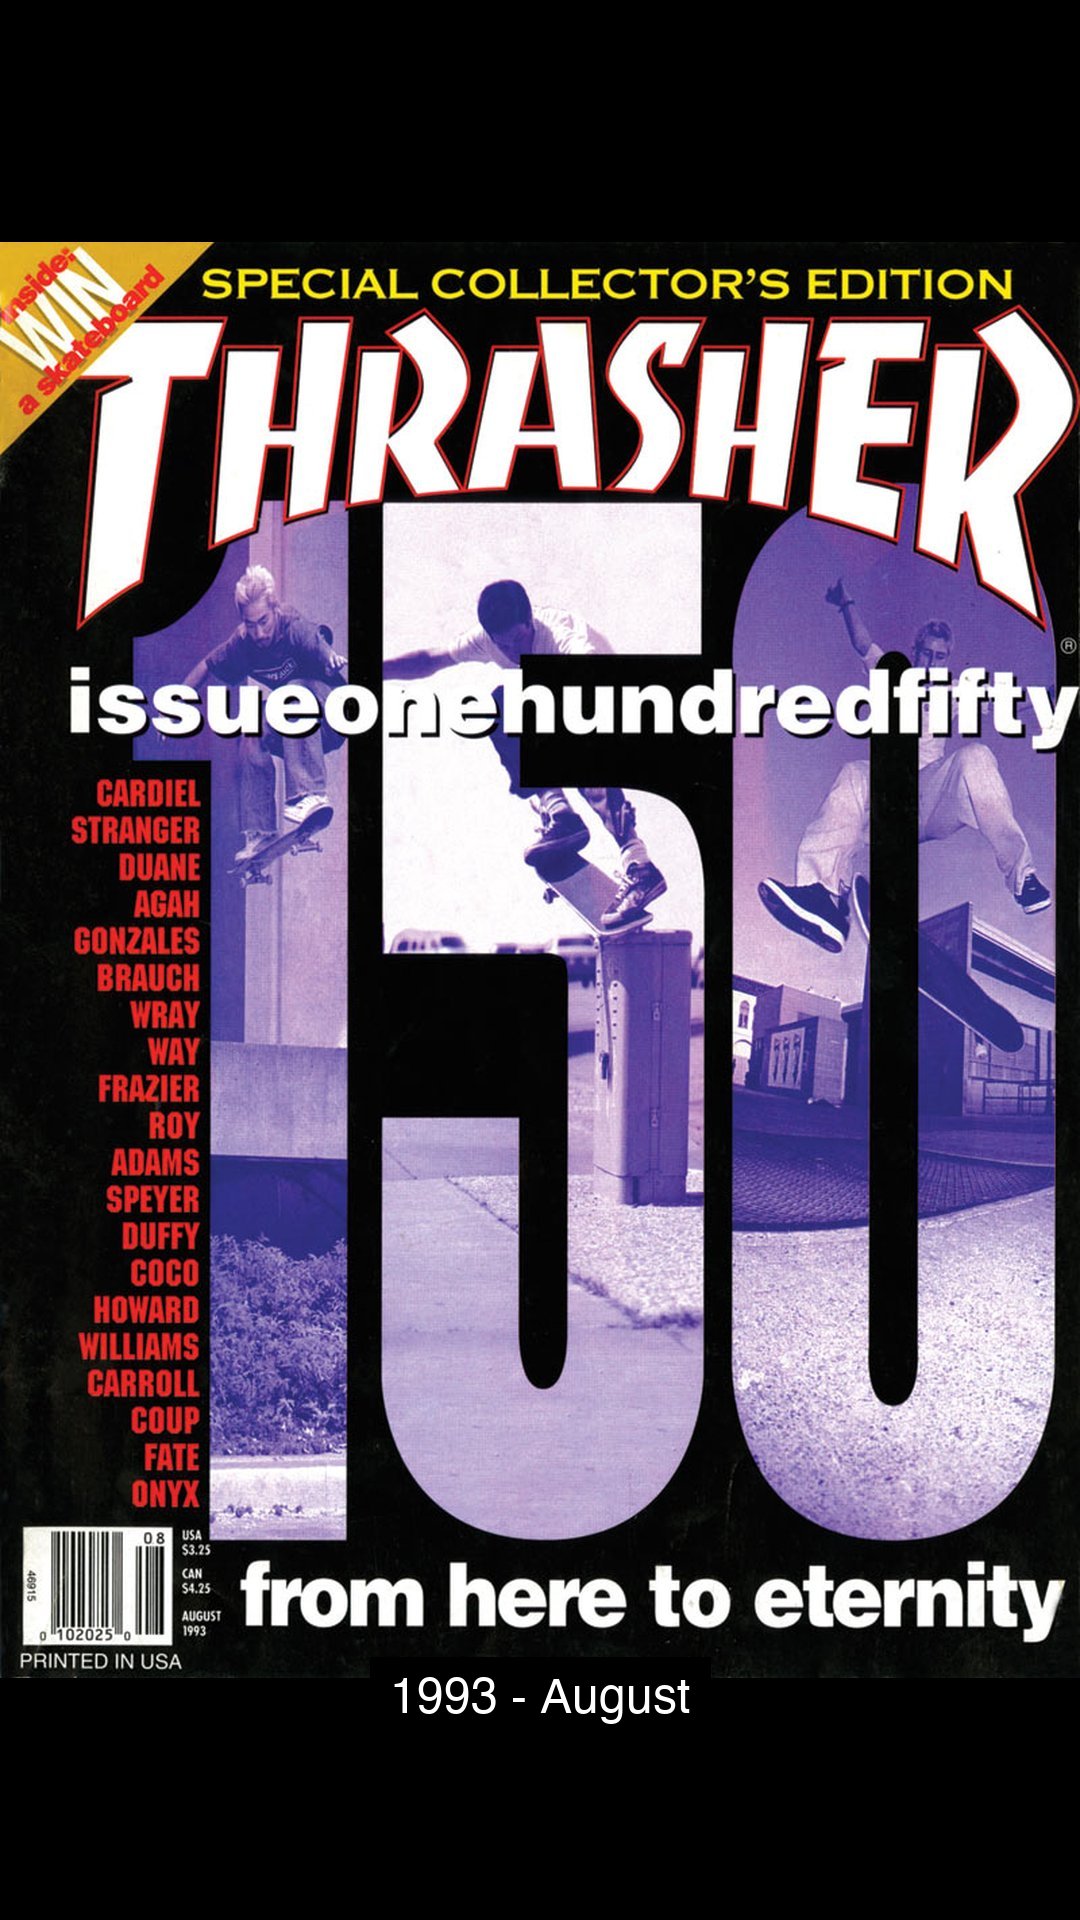 inside:
WIN
a skateboard
SPECIAL COLLECTOR'S EDITION
THRASHER
®
issueonehundredfifty
150
CARDIEL
STRANGER
DUANE
AGAH
GONZALES
BRAUCH
WRAY
WAY
FRAZIER
ROY
ADAMS
SPEYER
DUFFY
COCO
HOWARD
WILLIAMS
CARROLL
COUP
FATE
ONYX
08
46915
0 102025 0
USA
$3.25
CAN
$4.25
AUGUST
1993
from here to eternity
PRINTED IN USA
1993 - August